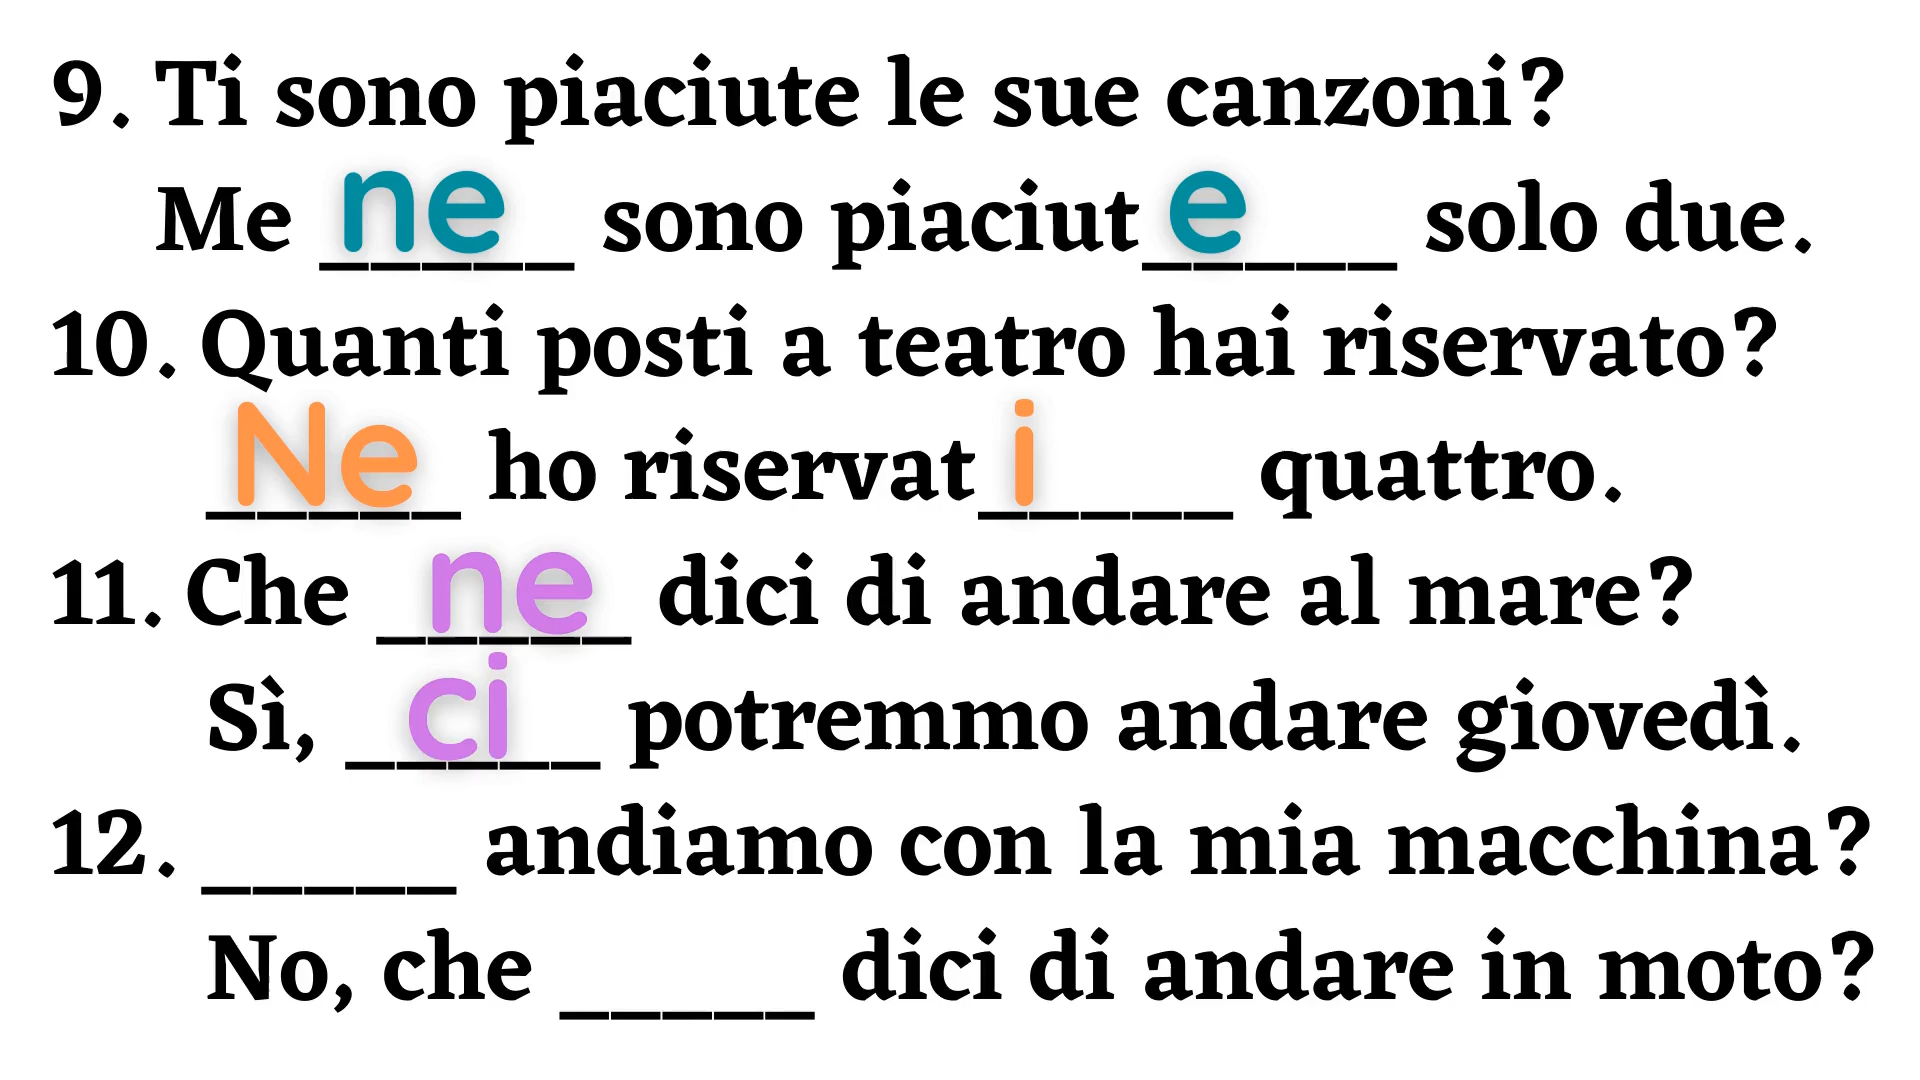 9. Ti sono piaciute le sue canzoni?
Me ne sono piaciute solo due.
10. Quanti posti a teatro hai riservato?
Ne ho riservati quattro.
11. Che ne dici di andare al mare?
Sì, ci potremmo andare giovedì.
12. _____ andiamo con la mia macchina?
No, che _____ dici di andare in moto?